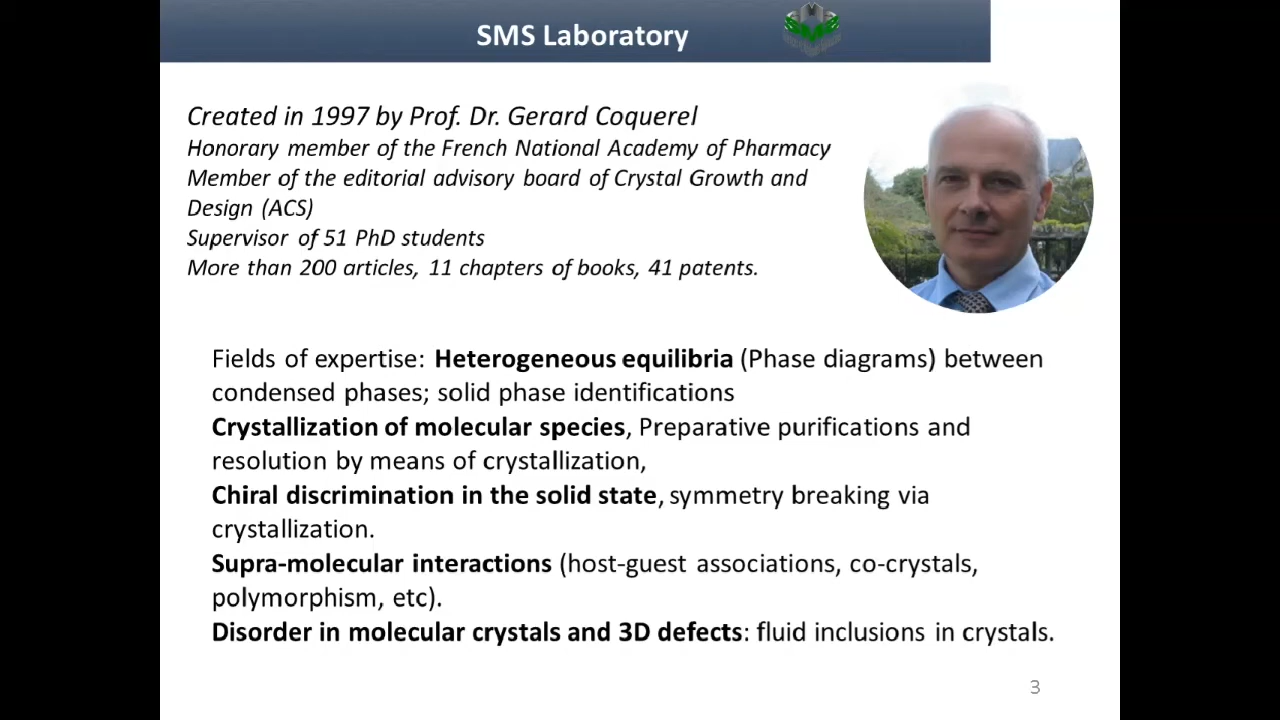 SMS Laboratory
Created in 1997 by Prof. Dr. Gerard Coquerel
Honorary member of the French National Academy of Pharmacy
Member of the editorial advisory board of Crystal Growth and
Design (ACS)
Supervisor of 51 PhD students
More than 200 articles, 11 chapters of books, 41 patents.
Fields of expertise: Heterogeneous equilibria (Phase diagrams) between
condensed phases; solid phase identifications
Crystallization of molecular species, Preparative purifications and
resolution by means of crystallization,
Chiral discrimination in the solid state, symmetry breaking via
crystallization.
Supra-molecular interactions (host-guest associations, co-crystals,
polymorphism, etc).
Disorder in molecular crystals and 3D defects: fluid inclusions in crystals.
3